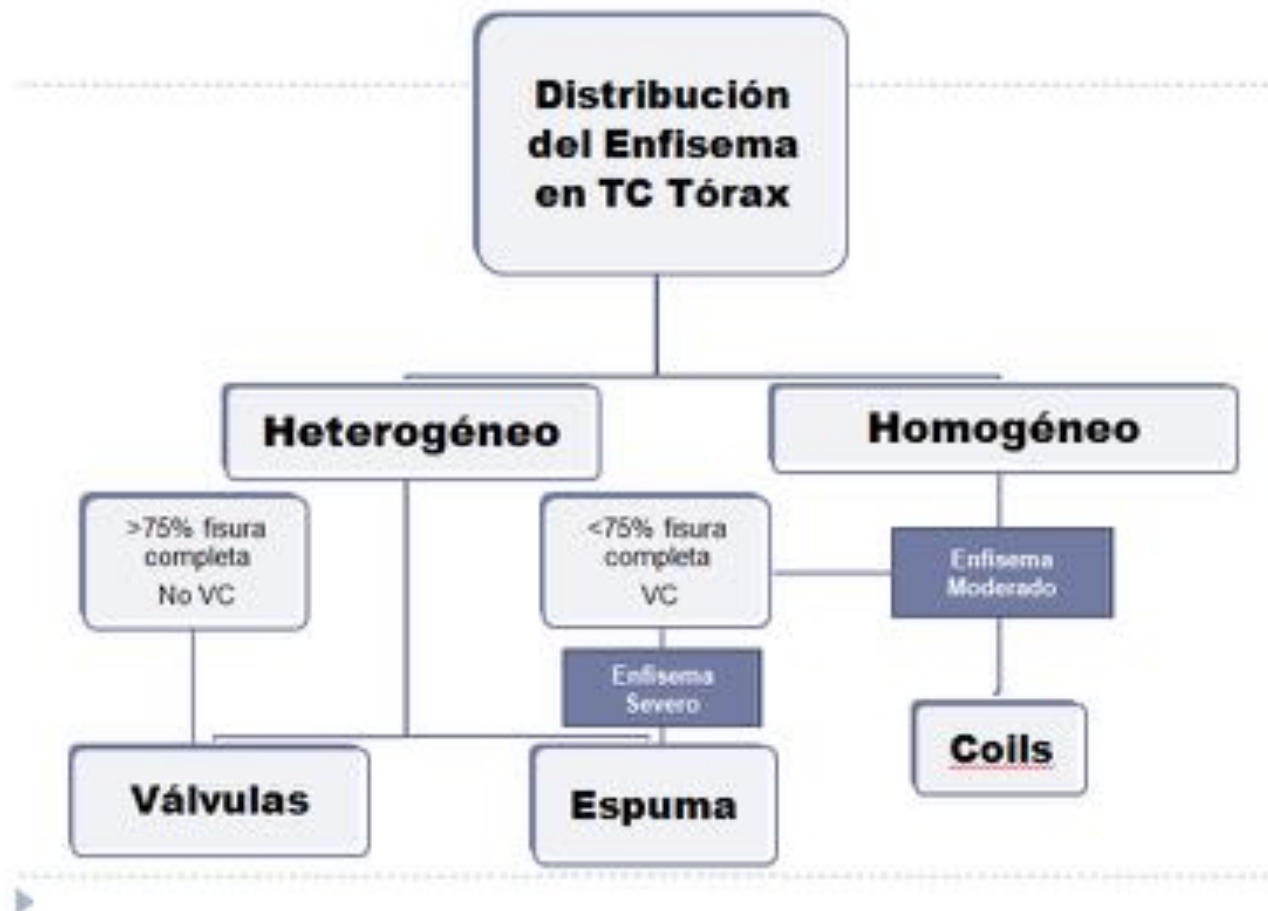 Distribución
del Enfisema
en TC Tórax
Heterogéneo
Homogéneo
>75% fisura
completa
No VC
<75% fisura
completa
VC
Enfisema
Moderado
Enfisema
Severo
Válvulas
Espuma
Coils